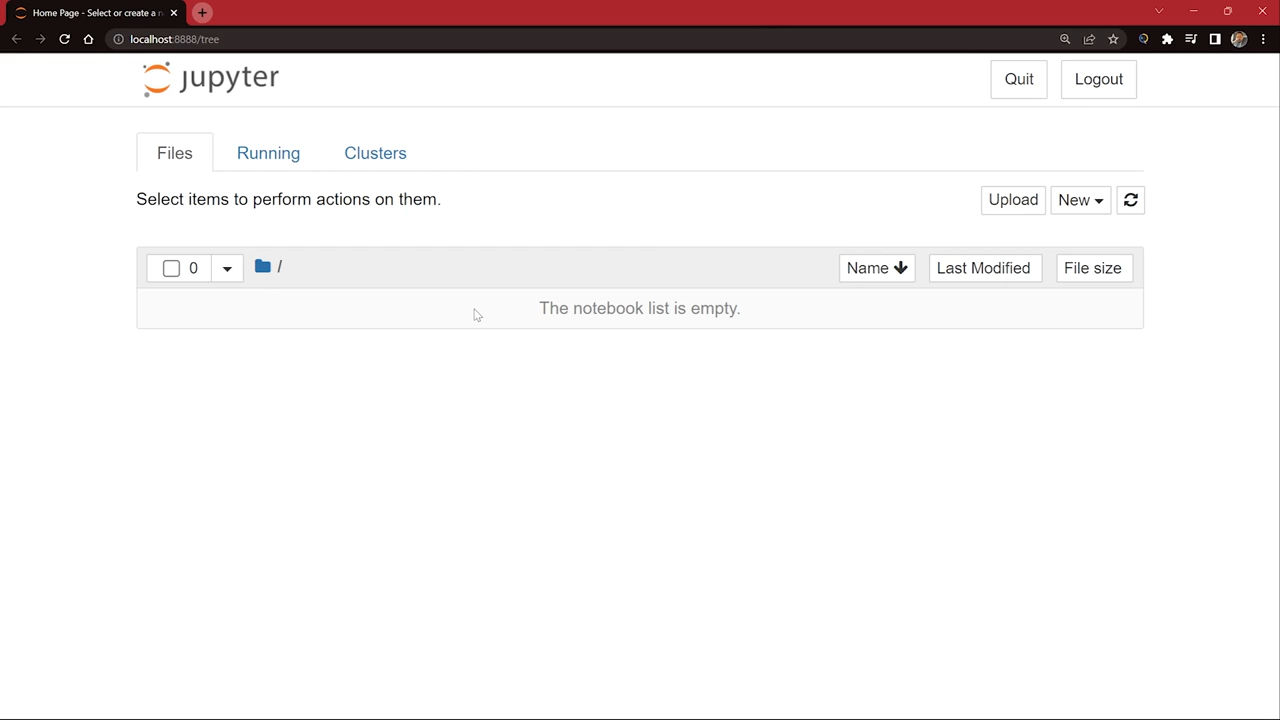 Home Page - Select or create a n
localhost:8888/tree
jupyter
Quit
Logout
Files
Running
Clusters
Select items to perform actions on them.
Upload
New
0
/
Name
Last Modified
File size
The notebook list is empty.